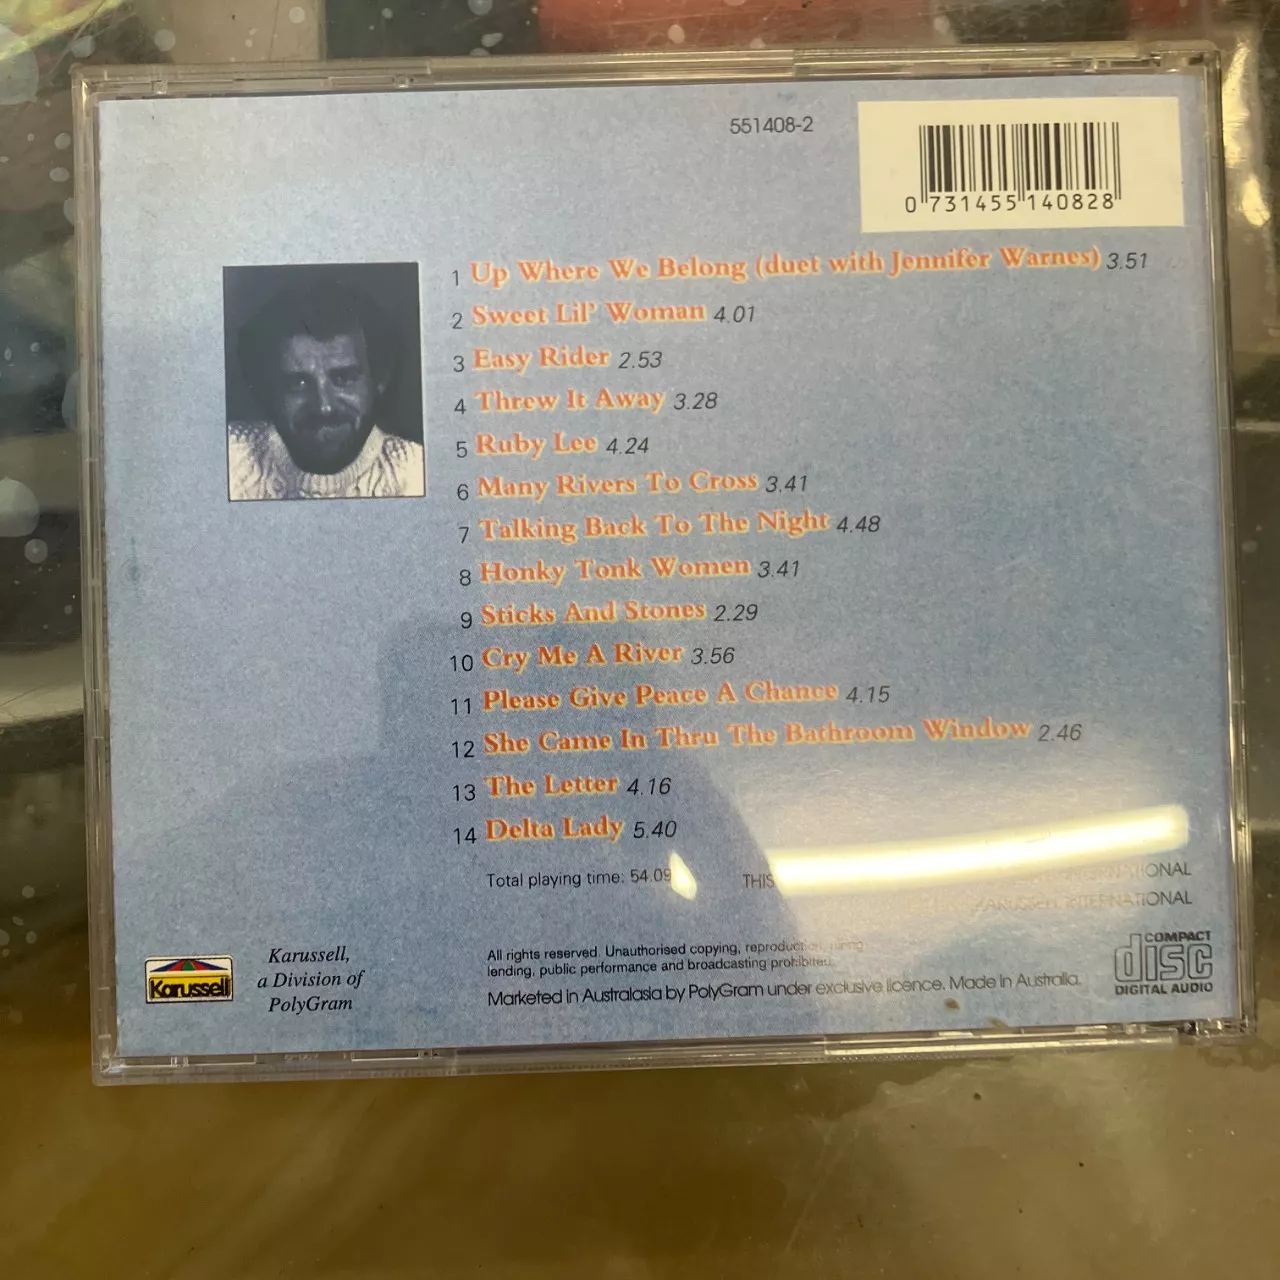 551408-2
0 731455 140828
1 Up Where We Belong (duet with Jennifer Warnes) 3.51
2 Sweet Lil' Woman 4.01
3 Easy Rider 2.53
4 Threw It Away 3.28
5 Ruby Lee 4.24
6 Many Rivers To Cross 3.41
7 Talking Back To The Night 4.48
8 Honky Tonk Women 3.41
9 Sticks And Stones 2.29
10 Cry Me A River 3.56
11 Please Give Peace A Chance 4.15
12 She Came In Thru The Bathroom Window 2.46
13 The Letter 4.16
14 Delta Lady 5.40
Total playing time: 54.09
THIS
KARUSSELL INTERNATIONAL
All rights reserved. Unauthorised copying, reproduction, hiring
lending, public performance and broadcasting prohibited.
Marketed in Australasia by PolyGram under exclusive licence. Made in Australia.
Karussell
Karussell,
a Division of
PolyGram
COMPACT
disc
DIGITAL AUDIO